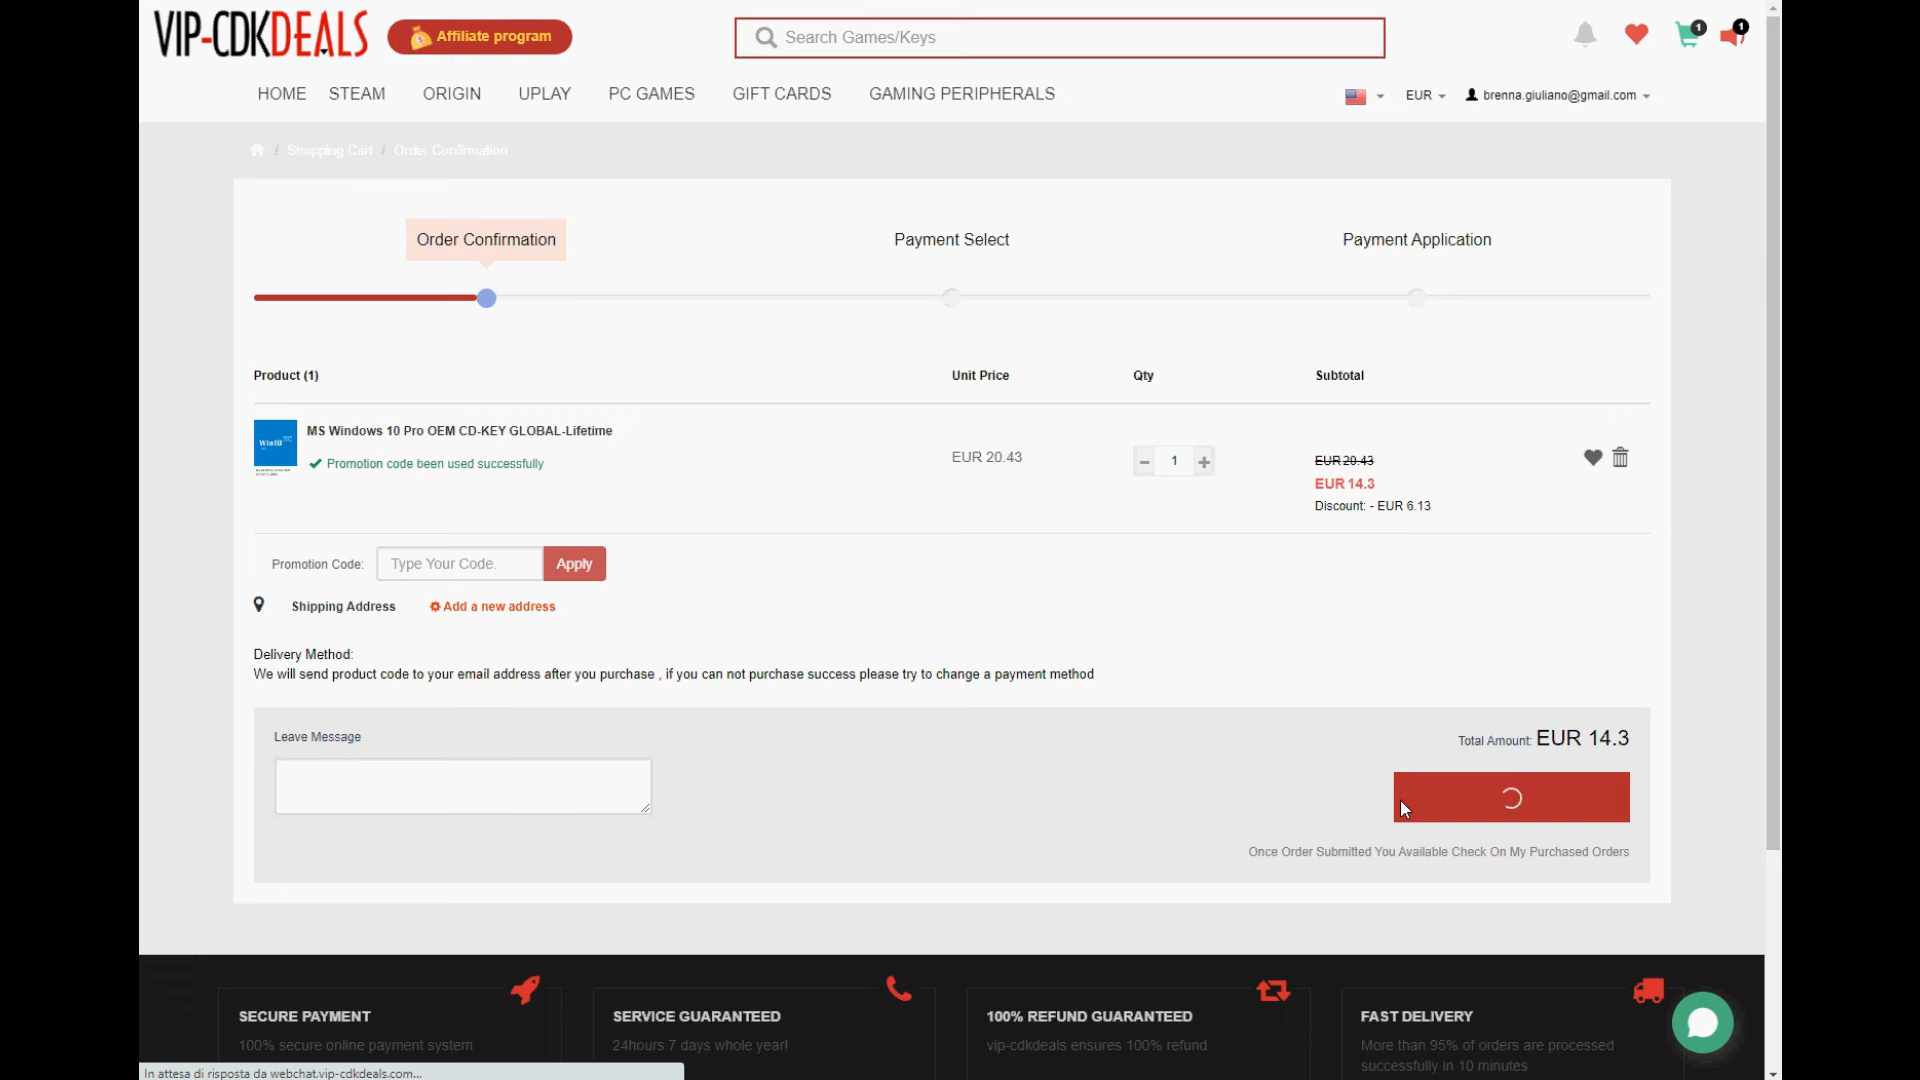 VIP-CDKDEALS
Affiliate program
Search Games/Keys
1
1
HOME STEAM ORIGIN UPLAY PC GAMES GIFT CARDS GAMING PERIPHERALS
EUR brenna.giuliano@gmail.com
/ Shopping Cart / Order Confirmation
Order Confirmation Payment Select Payment Application
Product (1) Unit Price Qty Subtotal
MS Windows 10 Pro OEM CD-KEY GLOBAL-Lifetime
Win10
Promotion code been used successfully
EUR 20.43
− 1 +
EUR 20.43
EUR 14.3
Discount: - EUR 6.13
Promotion Code: Type Your Code. Apply
Shipping Address Add a new address
Delivery Method:
We will send product code to your email address after you purchase , if you can not purchase success please try to change a payment method
Leave Message
Total Amount: EUR 14.3
Once Order Submitted You Available Check On My Purchased Orders
SECURE PAYMENT
100% secure online payment system
SERVICE GUARANTEED
24hours 7 days whole year!
100% REFUND GUARANTEED
vip-cdkdeals ensures 100% refund
FAST DELIVERY
More than 95% of orders are processed
successfully in 10 minutes
In attesa di risposta da webchat.vip-cdkdeals.com...